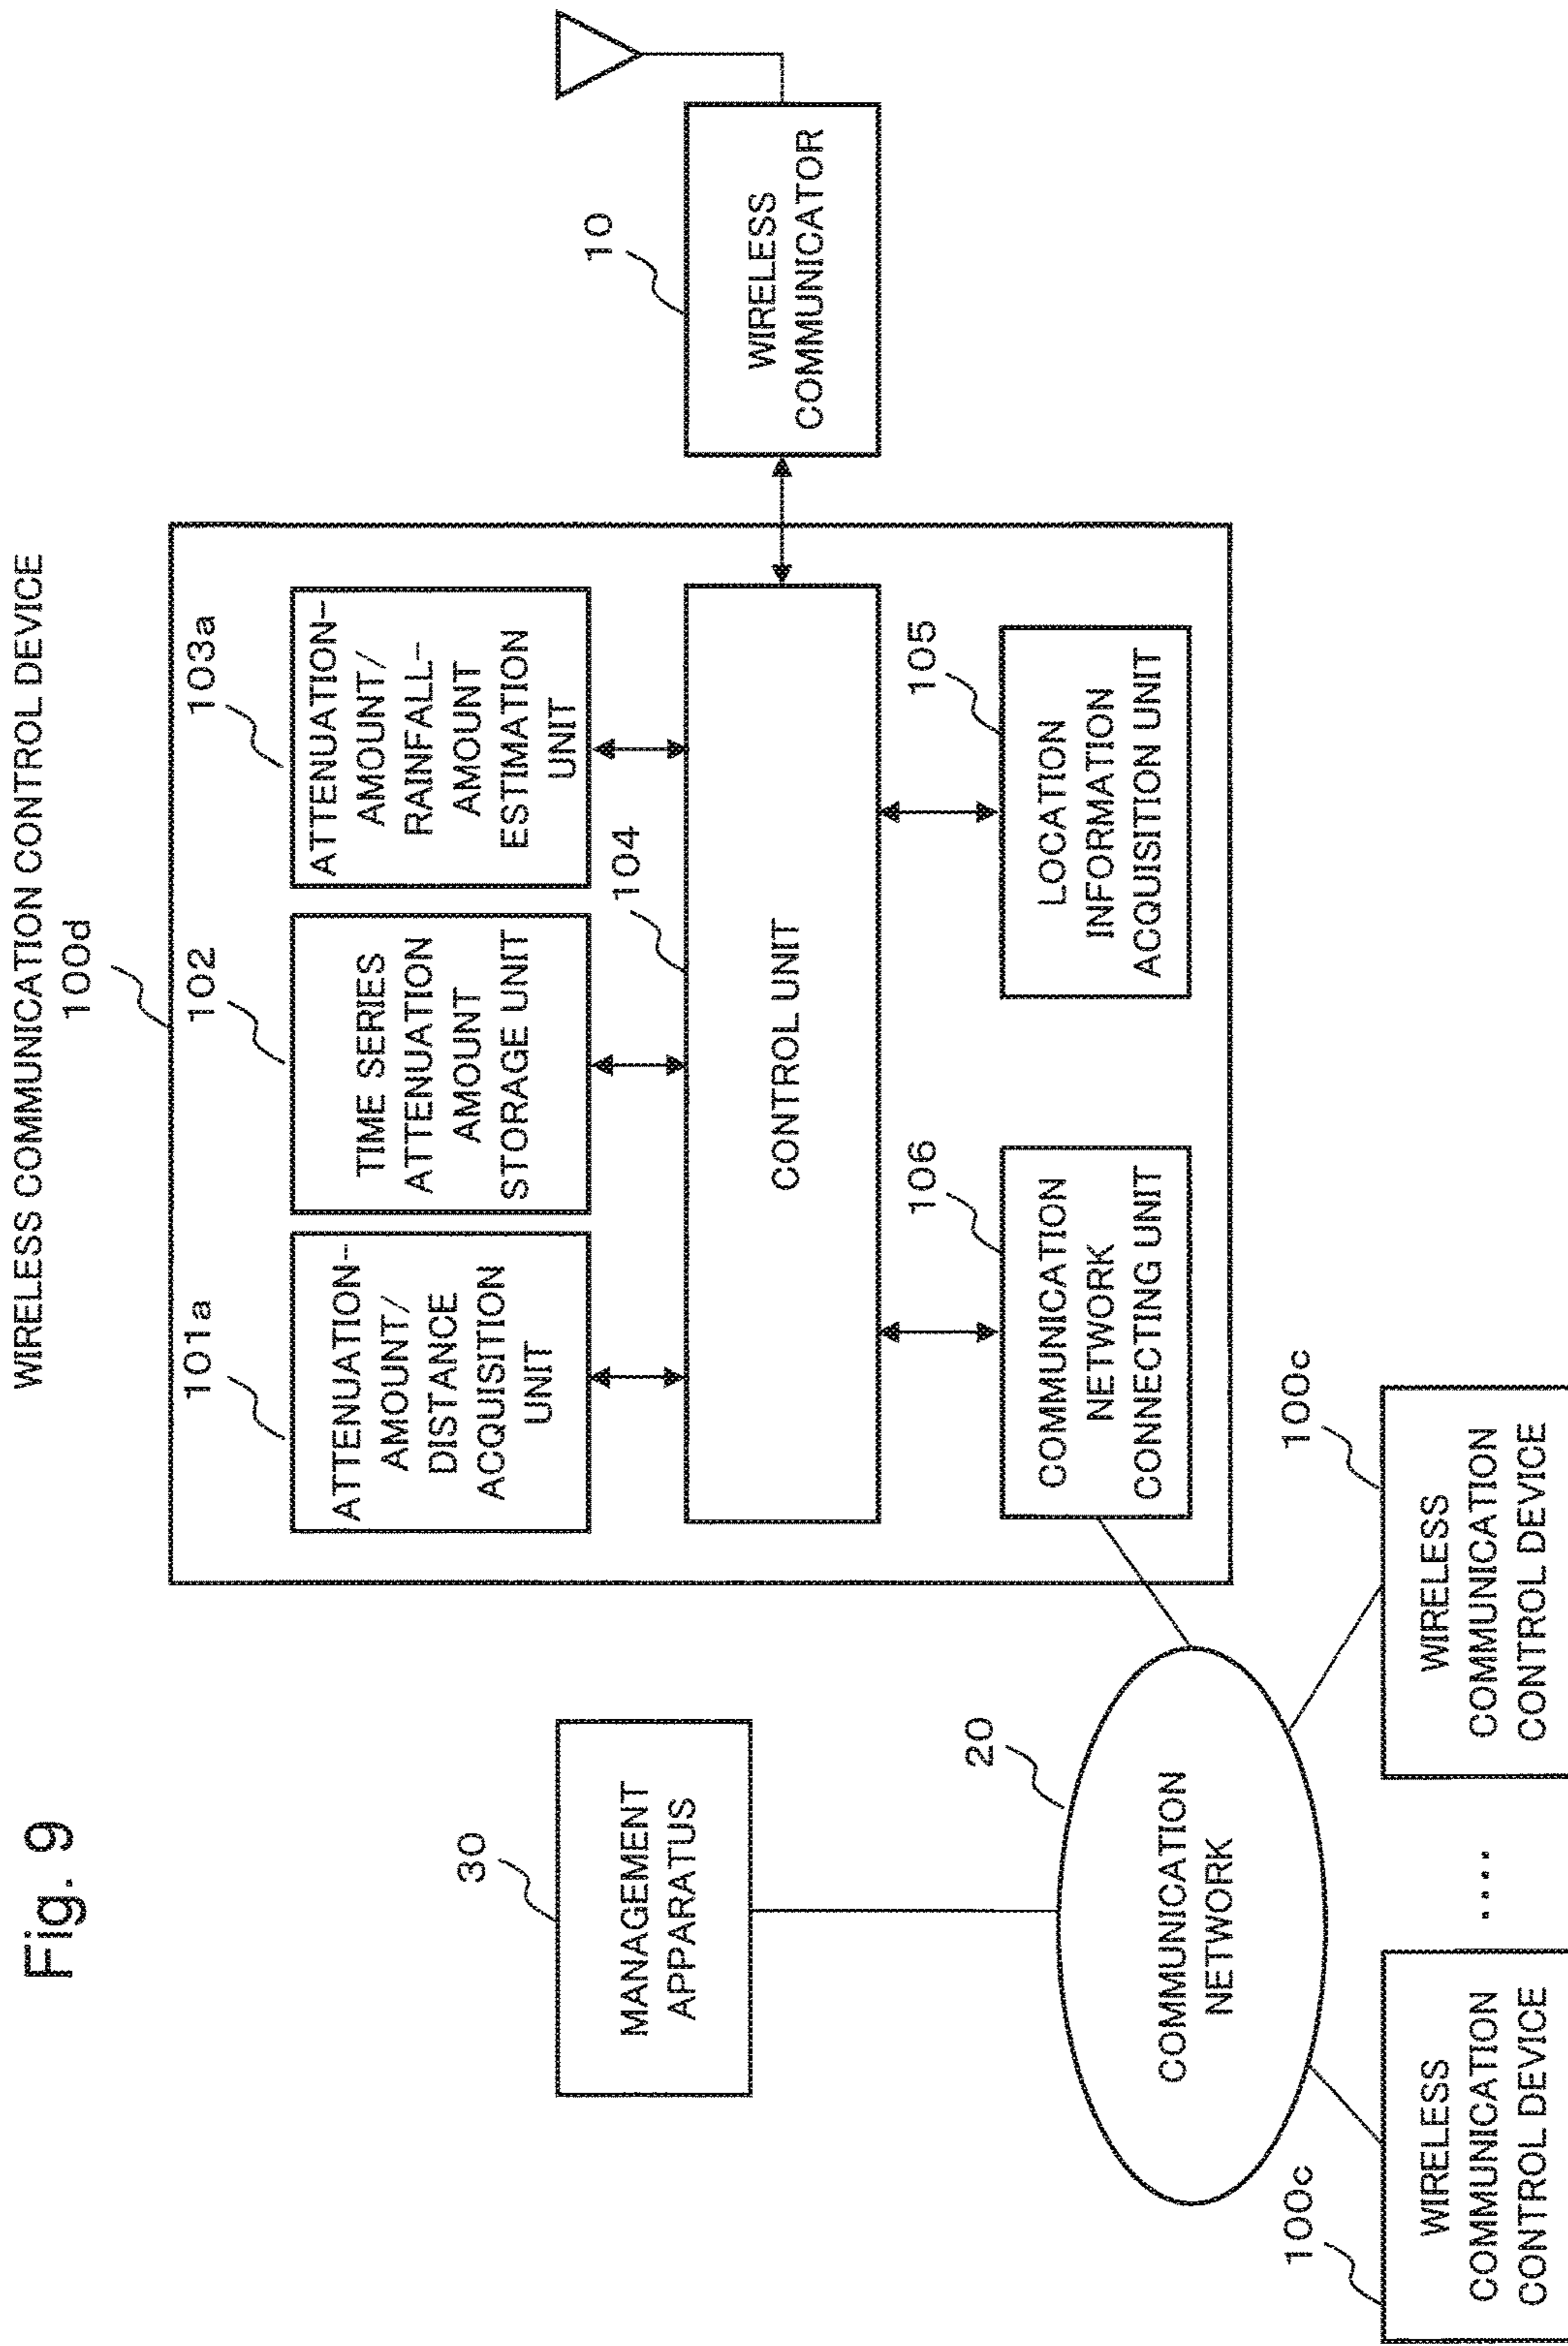 Fig. 9
WIRELESS COMMUNICATION CONTROL DEVICE
100d
101a
ATTENUATION-
AMOUNT/
DISTANCE
ACQUISITION
UNIT
102
TIME SERIES
ATTENUATION
AMOUNT
STORAGE UNIT
103a
ATTENUATION-
AMOUNT/
RAINFALL-
AMOUNT
ESTIMATION
UNIT
104
CONTROL UNIT
10
WIRELESS
COMMUNICATOR
30
MANAGEMENT
APPARATUS
106
COMMUNICATION
NETWORK
CONNECTING UNIT
105
LOCATION
INFORMATION
ACQUISITION UNIT
20
COMMUNICATION
NETWORK
100c
WIRELESS
COMMUNICATION
CONTROL DEVICE
....
100c
WIRELESS
COMMUNICATION
CONTROL DEVICE